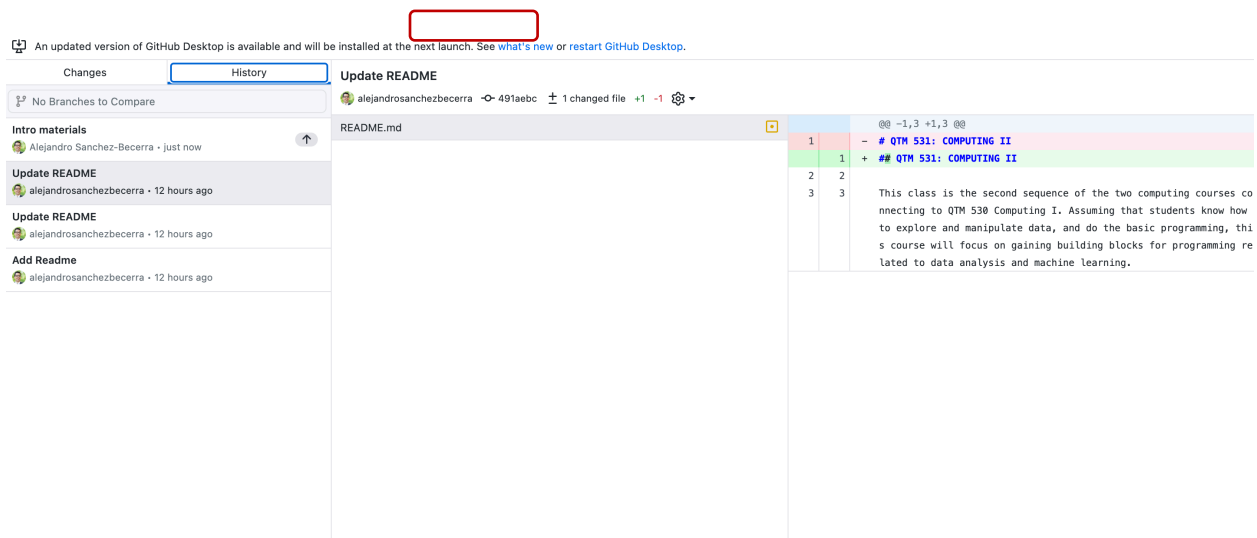 An updated version of GitHub Desktop is available and will be installed at the next launch. See what's new or restart GitHub Desktop.
Changes
History
No Branches to Compare
Intro materials
Alejandro Sanchez-Becerra • just now
Update README
alejandrosanchezbecerra • 12 hours ago
Update README
alejandrosanchezbecerra • 12 hours ago
Add Readme
alejandrosanchezbecerra • 12 hours ago
Update README
alejandrosanchezbecerra 491aebc 1 changed file +1 -1
README.md
@@ -1,3 +1,3 @@
1 - # QTM 531: COMPUTING II
1 + ## QTM 531: COMPUTING II
2 2
3 3 This class is the second sequence of the two computing courses co
nnecting to QTM 530 Computing I. Assuming that students know how
to explore and manipulate data, and do the basic programming, thi
s course will focus on gaining building blocks for programming re
lated to data analysis and machine learning.